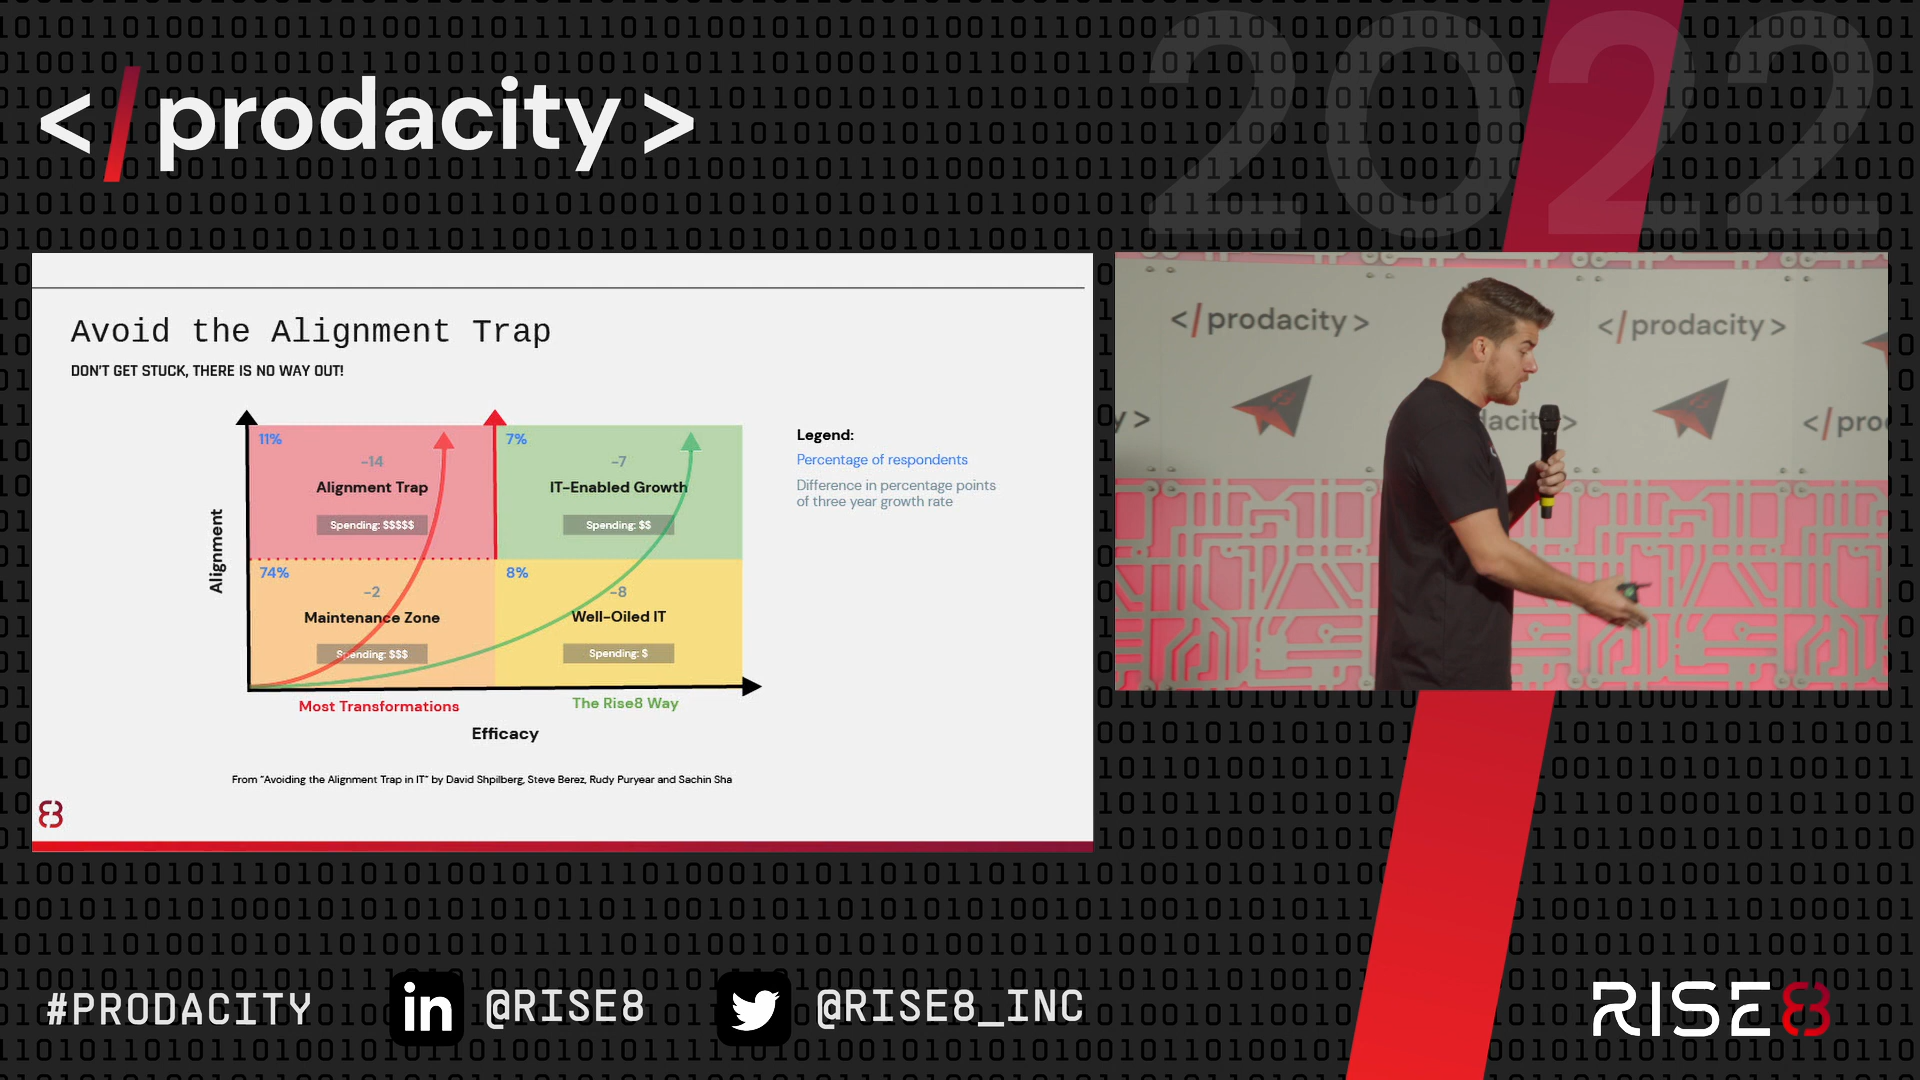 2022
</prodacity>
Avoid the Alignment Trap
DON'T GET STUCK, THERE IS NO WAY OUT!
11%
-14
Alignment Trap
Spending: $$$$$
7%
-7
IT-Enabled Growth
Spending: $$
74%
-2
Maintenance Zone
Spending: $$$
8%
-8
Well-Oiled IT
Spending: $
Alignment
Most Transformations
The Rise8 Way
Efficacy
Legend:
Percentage of respondents
Difference in percentage points
of three year growth rate
From "Avoiding the Alignment Trap in IT" by David Shpilberg, Steve Berez, Rudy Puryear and Sachin Sha
8
</prodacity>
</prodacity>
y>
dacity>
</pro
#PRODACITY
in
@RISE8
@RISE8_INC
RISE8